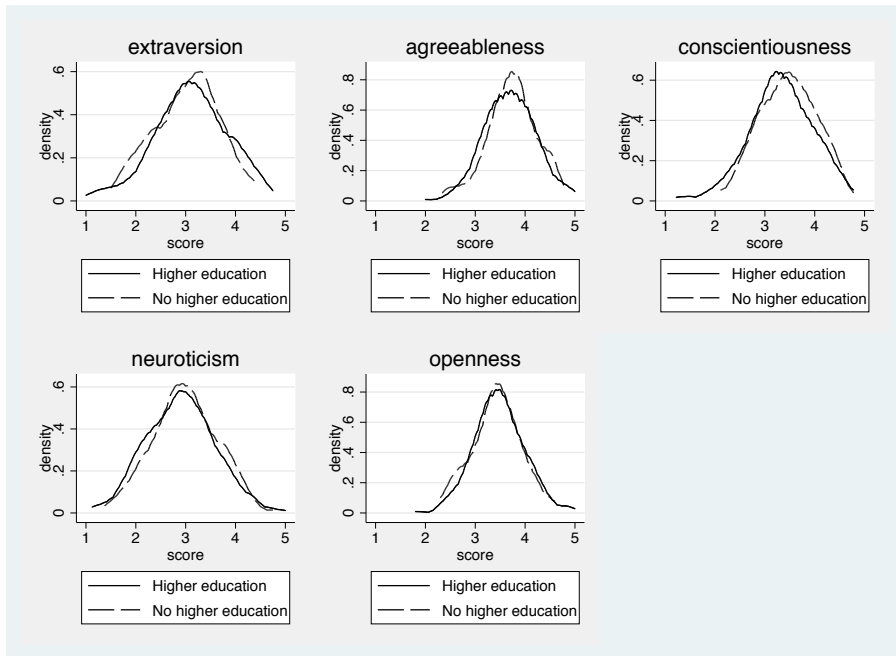 extraversion
density
0 .2 .4 .6
1 2 3 4 5
score
Higher education
No higher education
agreeableness
density
0 .2 .4 .6 .8
1 2 3 4 5
score
Higher education
No higher education
conscientiousness
density
0 .2 .4 .6
1 2 3 4 5
score
Higher education
No higher education
neuroticism
density
0 .2 .4 .6
1 2 3 4 5
score
Higher education
No higher education
openness
density
0 .2 .4 .6 .8
1 2 3 4 5
score
Higher education
No higher education